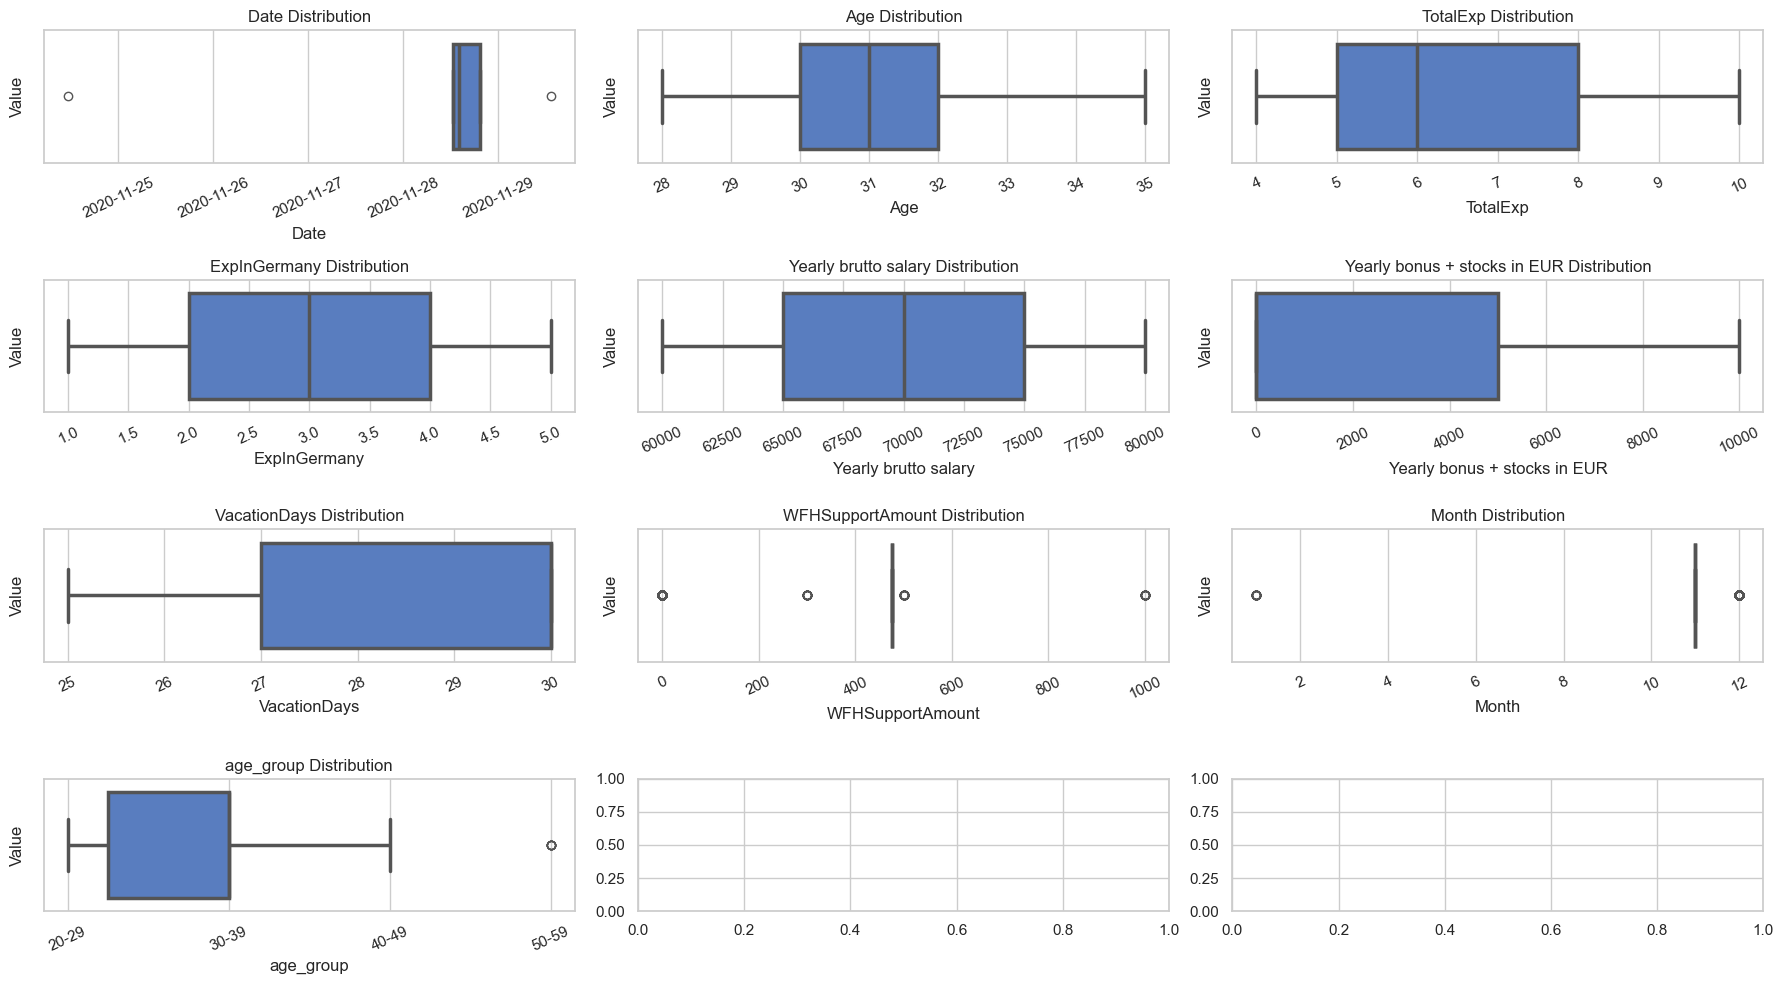 Date Distribution
Value
2020-11-25 2020-11-26 2020-11-27 2020-11-28 2020-11-29
Date
Age Distribution
Value
28 29 30 31 32 33 34 35
Age
TotalExp Distribution
Value
4 5 6 7 8 9 10
TotalExp
ExpInGermany Distribution
Value
1.0 1.5 2.0 2.5 3.0 3.5 4.0 4.5 5.0
ExpInGermany
Yearly brutto salary Distribution
Value
60000 62500 65000 67500 70000 72500 75000 77500 80000
Yearly brutto salary
Yearly bonus + stocks in EUR Distribution
Value
0 2000 4000 6000 8000 10000
Yearly bonus + stocks in EUR
VacationDays Distribution
Value
25 26 27 28 29 30
VacationDays
WFHSupportAmount Distribution
Value
0 200 400 600 800 1000
WFHSupportAmount
Month Distribution
Value
2 4 6 8 10 12
Month
age_group Distribution
Value
20-29 30-39 40-49 50-59
age_group
1.00
0.75
0.50
0.25
0.00
0.0 0.2 0.4 0.6 0.8 1.0
1.00
0.75
0.50
0.25
0.00
0.0 0.2 0.4 0.6 0.8 1.0